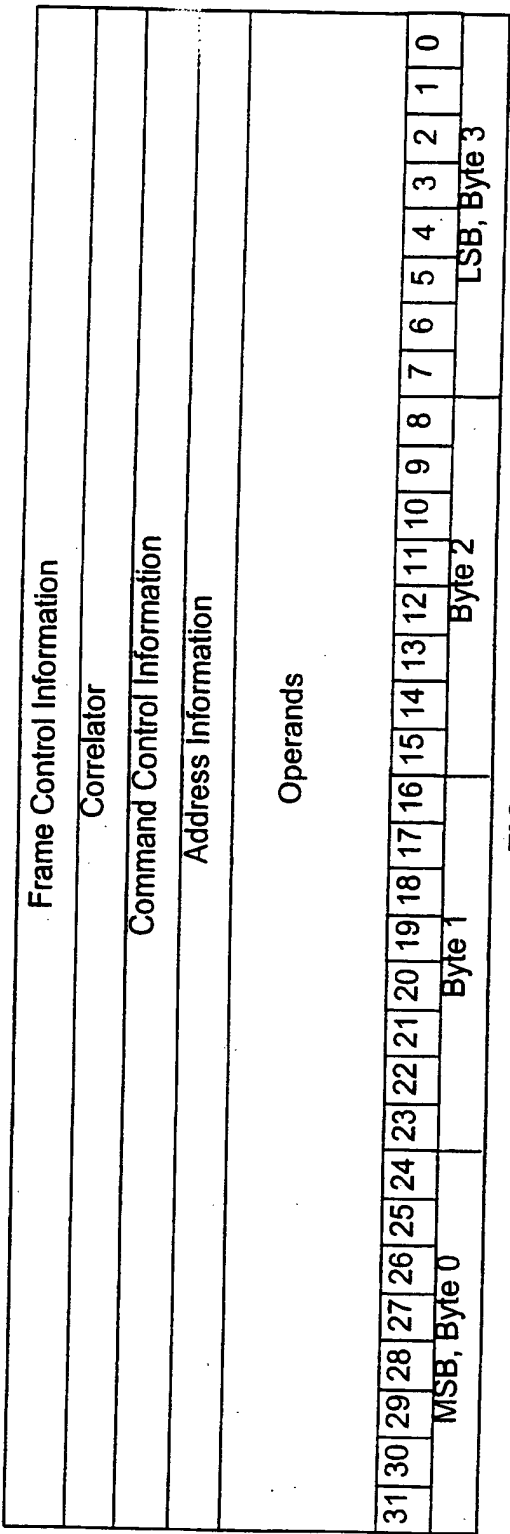 Frame Control Information
Correlator
Command Control Information
Address Information
Operands
31 30 29 28 27 26 25 24 23 22 21 20 19 18 17 16 15 14 13 12 11 10 9 8 7 6 5 4 3 2 1 0
MSB, Byte 0 Byte 1 Byte 2 LSB, Byte 3